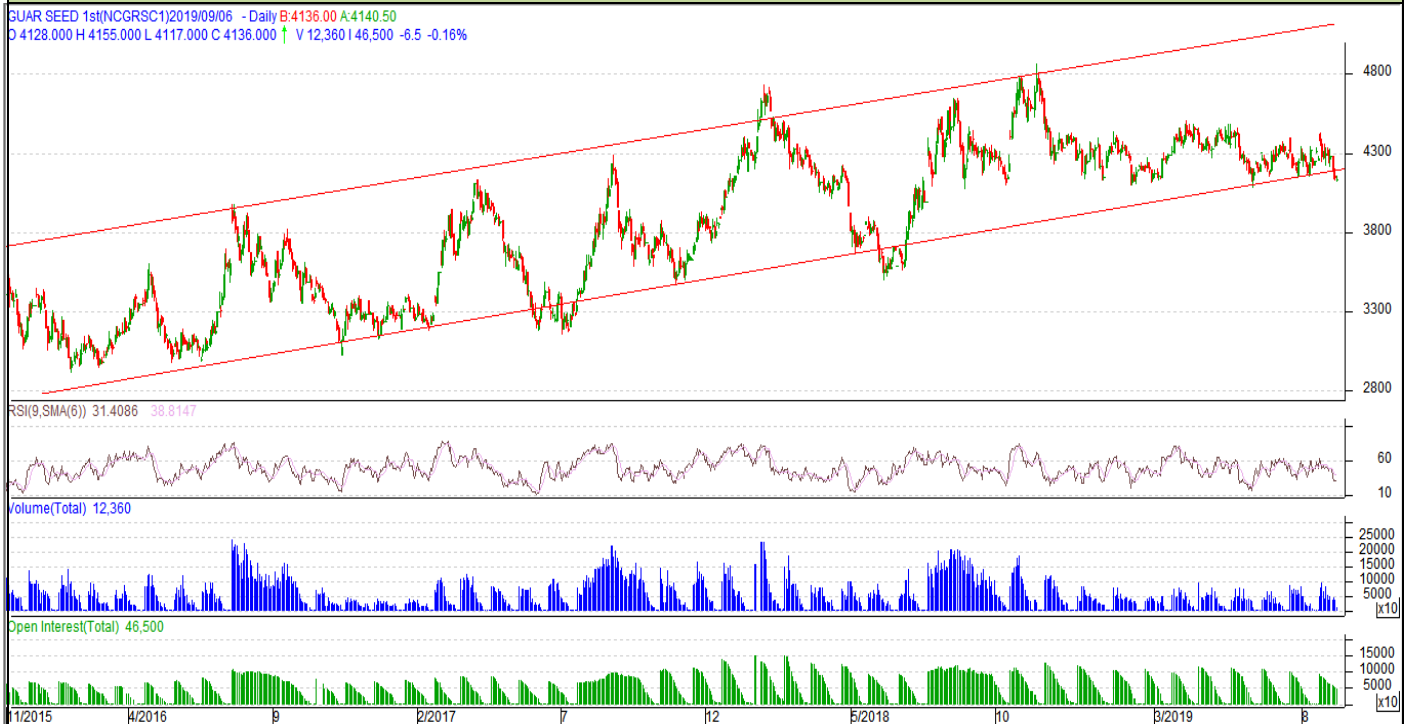 GUAR SEED 1st(NCGRSC1)2019/09/06 - Daily B:4136.00 A:4140.50
O 4128.000 H 4155.000 L 4117.000 C 4136.000 ↑ V 12,360 I 46,500 -6.5 -0.16%
4800
4300
3800
3300
2800
RSI(9,SMA(6)) 31.4086 38.8147
60
10
Volume(Total) 12,360
25000
20000
15000
10000
5000
x10
Open Interest(Total) 46,500
15000
10000
5000
x10
11/2015 4/2016 9 2/2017 7 12 5/2018 10 3/2019 8